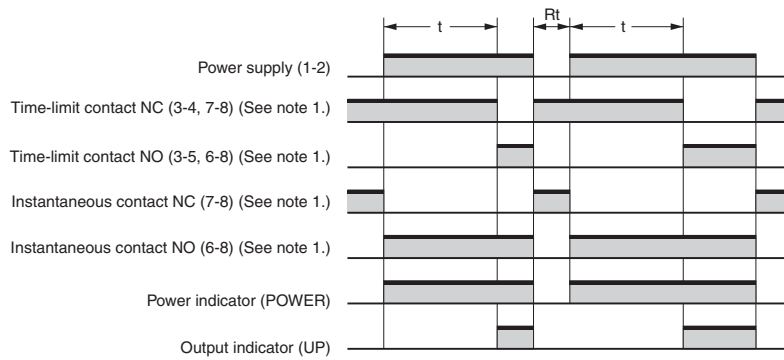 Rt
t
t
Power supply (1-2)
Time-limit contact NC (3-4, 7-8) (See note 1.)
Time-limit contact NO (3-5, 6-8) (See note 1.)
Instantaneous contact NC (7-8) (See note 1.)
Instantaneous contact NO (6-8) (See note 1.)
Power indicator (POWER)
Output indicator (UP)